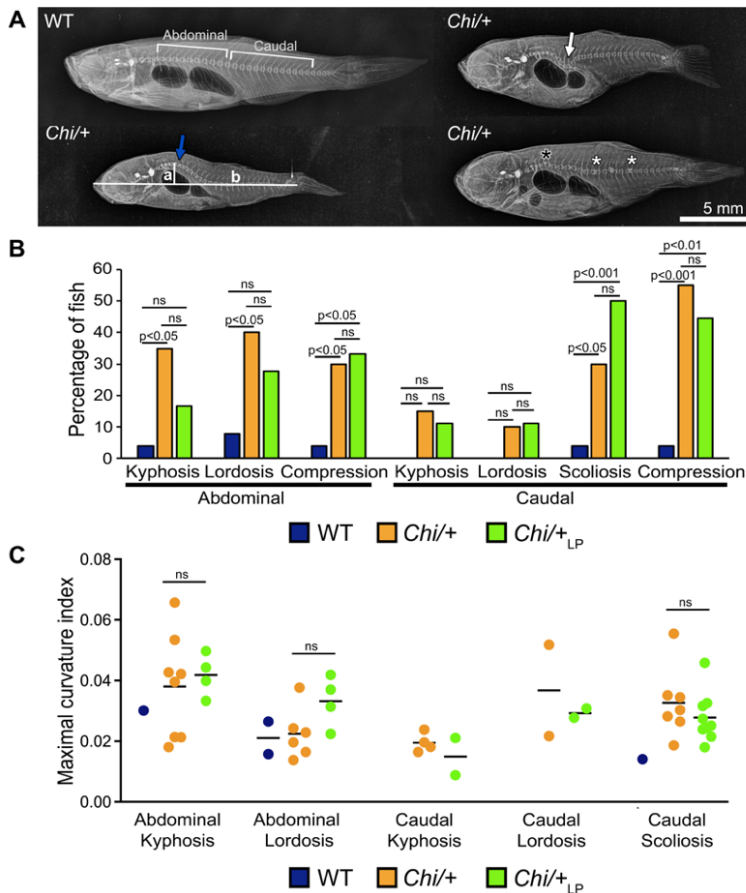 A
WT
Abdominal
Caudal
Chi/+
Chi/+
a
b
Chi/+
*
*
*
5 mm
B
Percentage of fish
60
50
40
30
20
10
0
ns
ns
p<0.05
ns
ns
p<0.05
p<0.05
ns
p<0.05
ns
ns
ns
ns
ns
ns
p<0.001
ns
p<0.05
p<0.01
ns
p<0.001
Kyphosis Lordosis Compression Kyphosis Lordosis Scoliosis Compression
Abdominal Caudal
WT Chi/+ Chi/+LP
C
Maximal curvature index
0.08
0.06
0.04
0.02
0.00
ns
ns
ns
Abdominal Kyphosis
Abdominal Lordosis
Caudal Kyphosis
Caudal Lordosis
Caudal Scoliosis
WT Chi/+ Chi/+LP